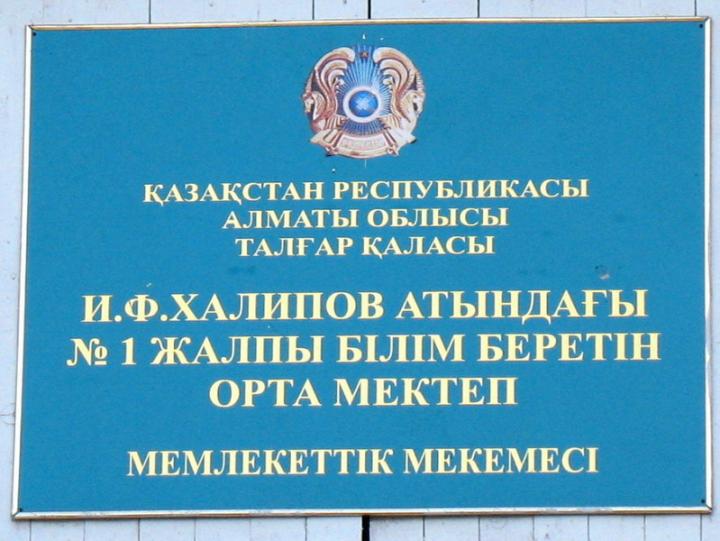 ҚАЗАҚСТАН РЕСПУБЛИКАСЫ
АЛМАТЫ ОБЛЫСЫ
ТАЛҒАР ҚАЛАСЫ
И.Ф.ХАЛИПОВ АТЫНДАҒЫ
№ 1 ЖАЛПЫ БІЛІМ БЕРЕТІН
ОРТА МЕКТЕП
МЕМЛЕКЕТТІК МЕКЕМЕСІ